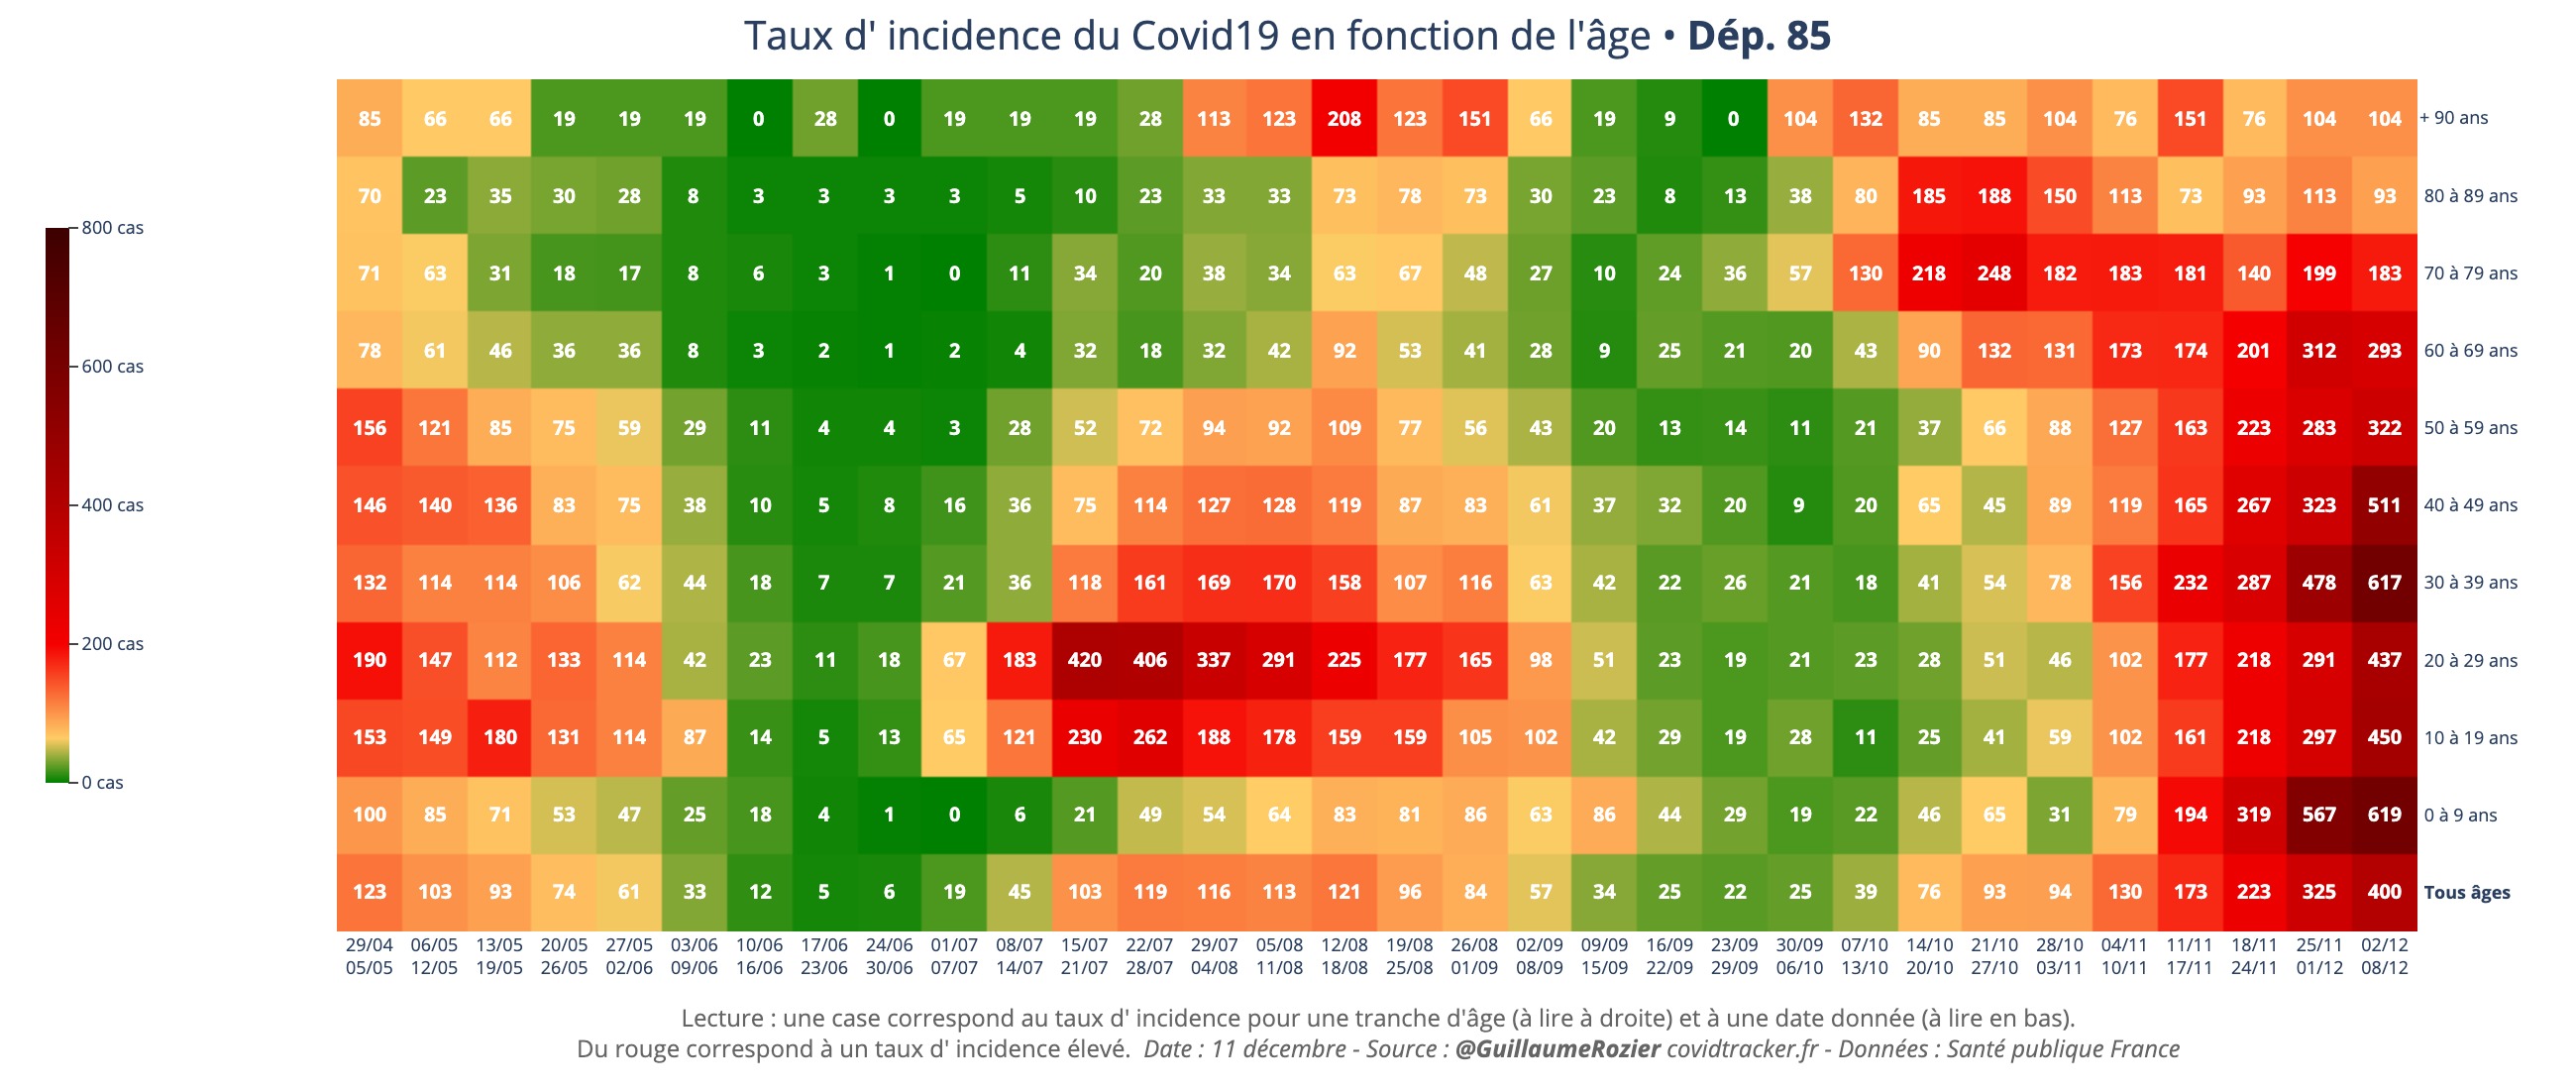 Taux d' incidence du Covid19 en fonction de l'âge • Dép. 85
85 66 66 19 19 19 0 28 0 19 19 19 28 113 123 208 123 151 66 19 9 0 104 132 85 85 104 76 151 76 104 104 + 90 ans
70 23 35 30 28 8 3 3 3 3 5 10 23 33 33 73 78 73 30 23 8 13 38 80 185 188 150 113 73 93 113 93 80 à 89 ans
800 cas
71 63 31 18 17 8 6 3 1 0 11 34 20 38 34 63 67 48 27 10 24 36 57 130 218 248 182 183 181 140 199 183 70 à 79 ans
78 61 46 36 36 8 3 2 1 2 4 32 18 32 42 92 53 41 28 9 25 21 20 43 90 132 131 173 174 201 312 293 60 à 69 ans
600 cas
156 121 85 75 59 29 11 4 4 3 28 52 72 94 92 109 77 56 43 20 13 14 11 21 37 66 88 127 163 223 283 322 50 à 59 ans
400 cas
146 140 136 83 75 38 10 5 8 16 36 75 114 127 128 119 87 83 61 37 32 20 9 20 65 45 89 119 165 267 323 511 40 à 49 ans
132 114 114 106 62 44 18 7 7 21 36 118 161 169 170 158 107 116 63 42 22 26 21 18 41 54 78 156 232 287 478 617 30 à 39 ans
200 cas
190 147 112 133 114 42 23 11 18 67 183 420 406 337 291 225 177 165 98 51 23 19 21 23 28 51 46 102 177 218 291 437 20 à 29 ans
153 149 180 131 114 87 14 5 13 65 121 230 262 188 178 159 159 105 102 42 29 19 28 11 25 41 59 102 161 218 297 450 10 à 19 ans
0 cas
100 85 71 53 47 25 18 4 1 0 6 21 49 54 64 83 81 86 63 86 44 29 19 22 46 65 31 79 194 319 567 619 0 à 9 ans
123 103 93 74 61 33 12 5 6 19 45 103 119 116 113 121 96 84 57 34 25 22 25 39 76 93 94 130 173 223 325 400 Tous âges
29/04 06/05 13/05 20/05 27/05 03/06 10/06 17/06 24/06 01/07 08/07 15/07 22/07 29/07 05/08 12/08 19/08 26/08 02/09 09/09 16/09 23/09 30/09 07/10 14/10 21/10 28/10 04/11 11/11 18/11 25/11 02/12
05/05 12/05 19/05 26/05 02/06 09/06 16/06 23/06 30/06 07/07 14/07 21/07 28/07 04/08 11/08 18/08 25/08 01/09 08/09 15/09 22/09 29/09 06/10 13/10 20/10 27/10 03/11 10/11 17/11 24/11 01/12 08/12
Lecture : une case correspond au taux d' incidence pour une tranche d'âge (à lire à droite) et à une date donnée (à lire en bas).
Du rouge correspond à un taux d' incidence élevé. Date : 11 décembre - Source : @GuillaumeRozier covidtracker.fr - Données : Santé publique France